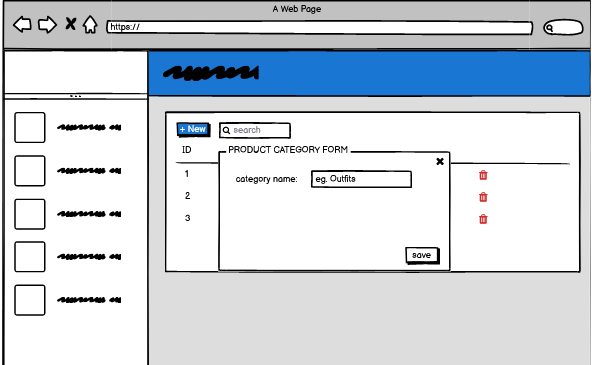 A Web Page
https://
+ New
search
ID
PRODUCT CATEGORY FORM
1
category name:
eg. Outfits
2
3
save